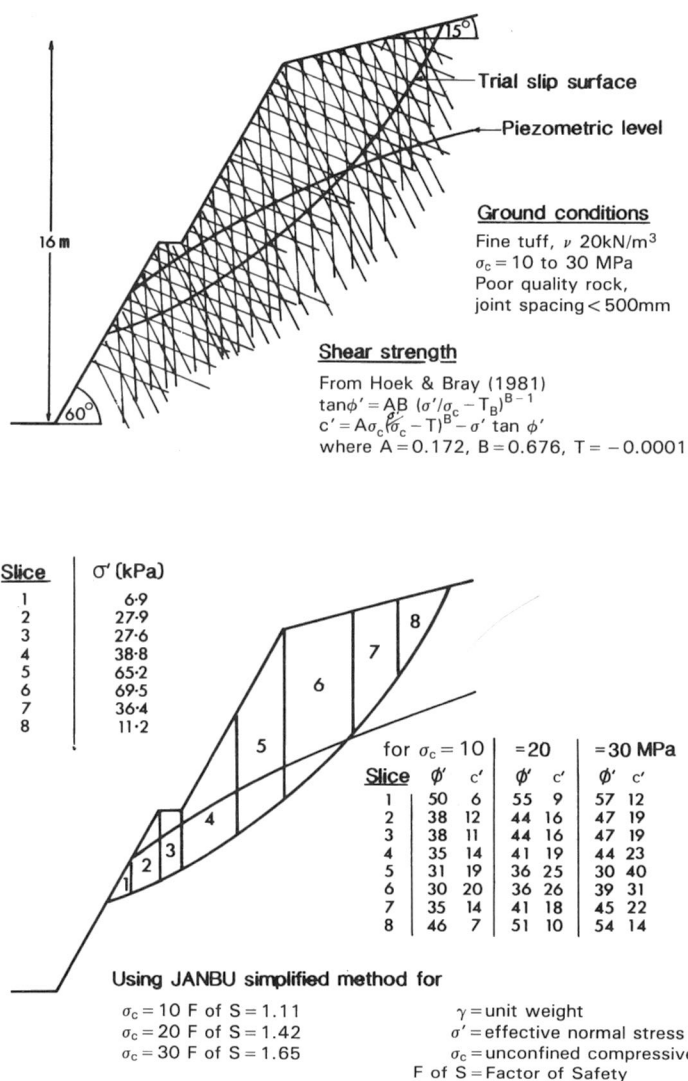 15°
Trial slip surface
Piezometric level
16 m
Ground conditions
Fine tuff, ν 20kN/m³
σc = 10 to 30 MPa
Poor quality rock,
joint spacing < 500mm
60°
Shear strength
From Hoek & Bray (1981)
tanφ′ = AB (σ′/σc − TB)^B−1
c′ = Aσc(σ′/σc − T)^B − σ′ tan φ′
where A = 0.172, B = 0.676, T = −0.0001
Slice σ′ (kPa)
1 6·9
2 27·9
3 27·6
4 38·8
5 65·2
6 69·5
7 36·4
8 11·2
1 2 3 4 5 6 7 8
for σc = 10 =20 =30 MPa
Slice φ′ c′ φ′ c′ φ′ c′
1 50 6 55 9 57 12
2 38 12 44 16 47 19
3 38 11 44 16 47 19
4 35 14 41 19 44 23
5 31 19 36 25 30 40
6 30 20 36 26 39 31
7 35 14 41 18 45 22
8 46 7 51 10 54 14
Using JANBU simplified method for
σc = 10 F of S = 1.11
σc = 20 F of S = 1.42
σc = 30 F of S = 1.65
γ = unit weight
σ′ = effective normal stress
σc = unconfined compressive
F of S = Factor of Safety